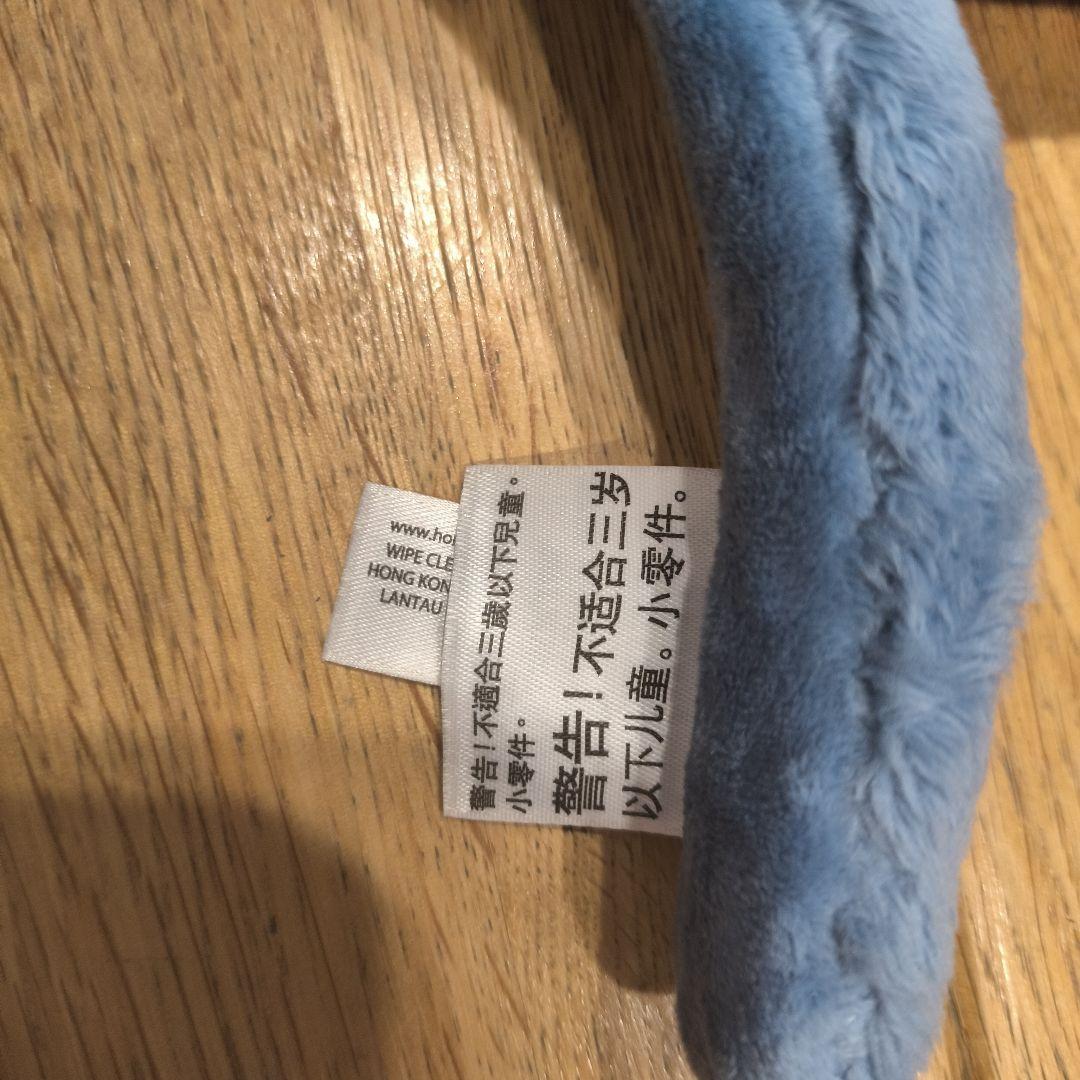 www.ho
WIPE CLE
HONG KON
LANTAU
警告！不適合三歲以下兒童。
小零件。
警告！不适合三岁
以下儿童。小零件。